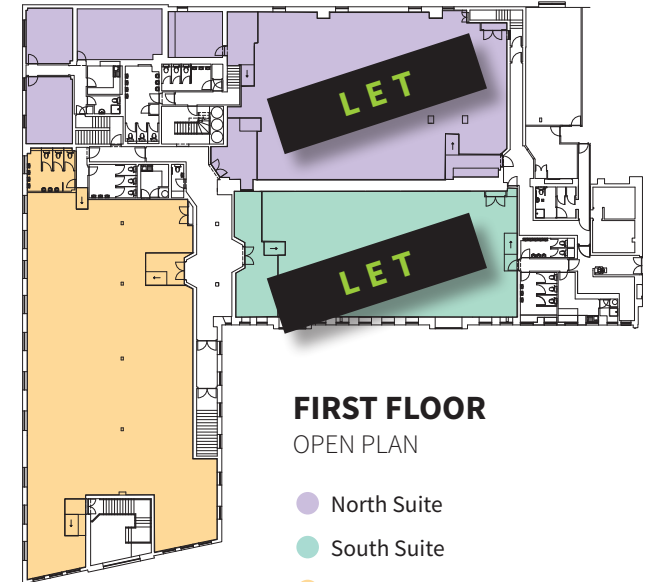 LET
LET
FIRST FLOOR
OPEN PLAN
North Suite
South Suite